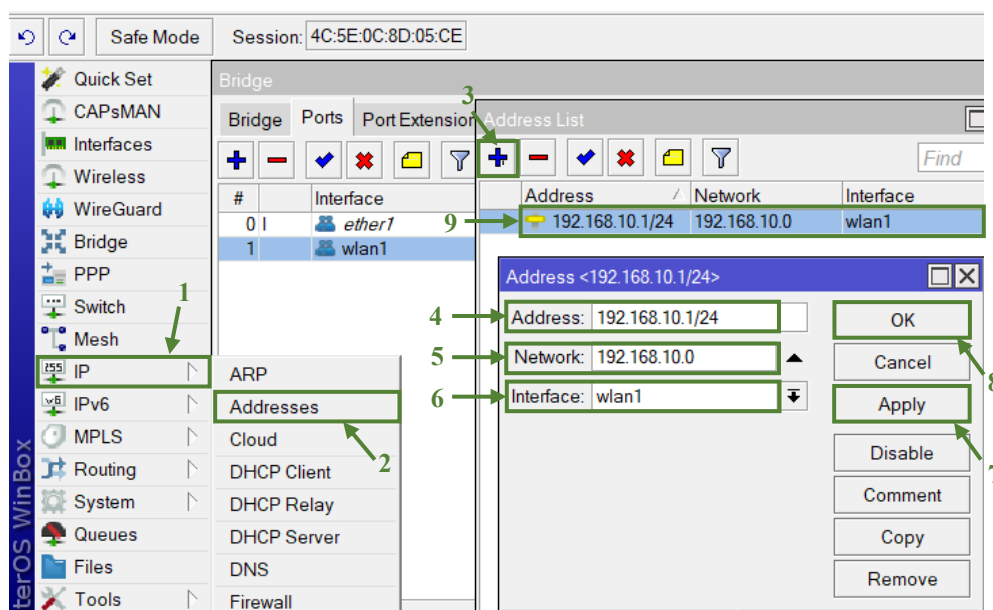 Safe Mode Session: 4C:5E:0C:8D:05:CE
Quick Set
CAPsMAN
Interfaces
Wireless
WireGuard
Bridge
PPP
Switch
Mesh
255 IP
v6 IPv6
MPLS
Routing
System
Queues
Files
Tools
WinBox
1
ARP
Addresses
Cloud
DHCP Client
DHCP Relay
DHCP Server
DNS
Firewall
2
Bridge
Bridge Ports Port Extension
# Interface
0 I ether1
1 wlan1
3
Address List
Find
Address Network Interface
9 192.168.10.1/24 192.168.10.0 wlan1
Address <192.168.10.1/24>
4 Address: 192.168.10.1/24
5 Network: 192.168.10.0
6 Interface: wlan1
OK
Cancel
8
Apply
7
Disable
Comment
Copy
Remove